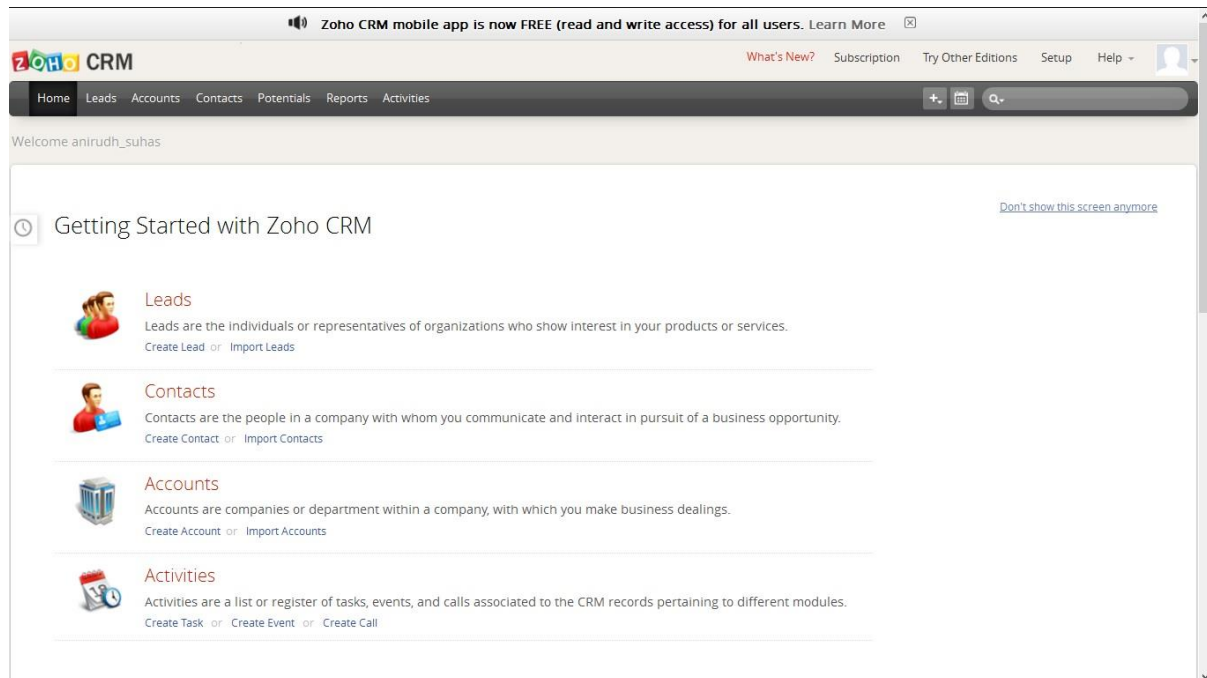 Zoho CRM mobile app is now FREE (read and write access) for all users. Learn More
ZOHO CRM
What's New? Subscription Try Other Editions Setup Help
Home Leads Accounts Contacts Potentials Reports Activities
Welcome anirudh_suhas
Don't show this screen anymore
Getting Started with Zoho CRM
Leads
Leads are the individuals or representatives of organizations who show interest in your products or services.
Create Lead or Import Leads
Contacts
Contacts are the people in a company with whom you communicate and interact in pursuit of a business opportunity.
Create Contact or Import Contacts
Accounts
Accounts are companies or department within a company, with which you make business dealings.
Create Account or Import Accounts
Activities
Activities are a list or register of tasks, events, and calls associated to the CRM records pertaining to different modules.
Create Task or Create Event or Create Call